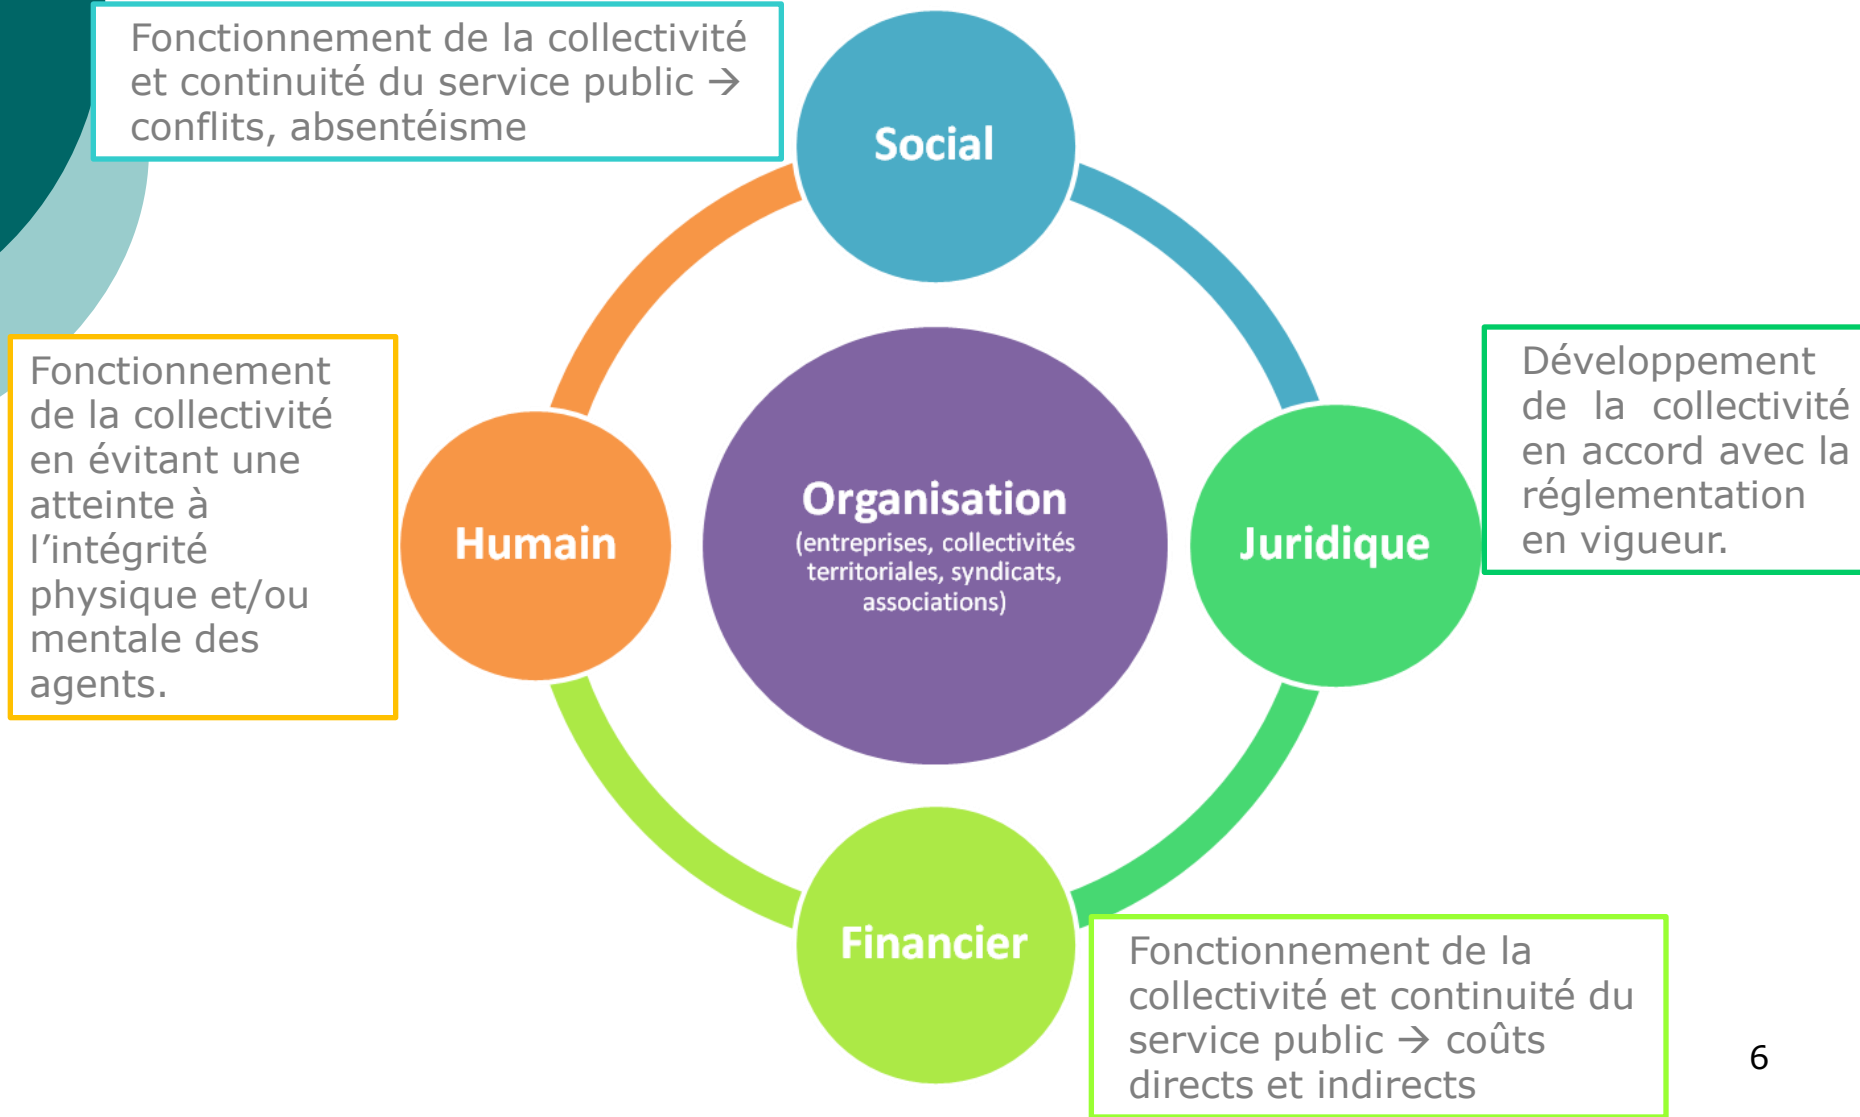 Fonctionnement de la collectivité
et continuité du service public →
conflits, absentéisme
Social
Fonctionnement
de la collectivité
en évitant une
atteinte à
l’intégrité
physique et/ou
mentale des
agents.
Humain
Organisation
(entreprises, collectivités
territoriales, syndicats,
associations)
Juridique
Développement
de la collectivité
en accord avec la
réglementation
en vigueur.
Financier
Fonctionnement de la
collectivité et continuité du
service public → coûts
directs et indirects
6